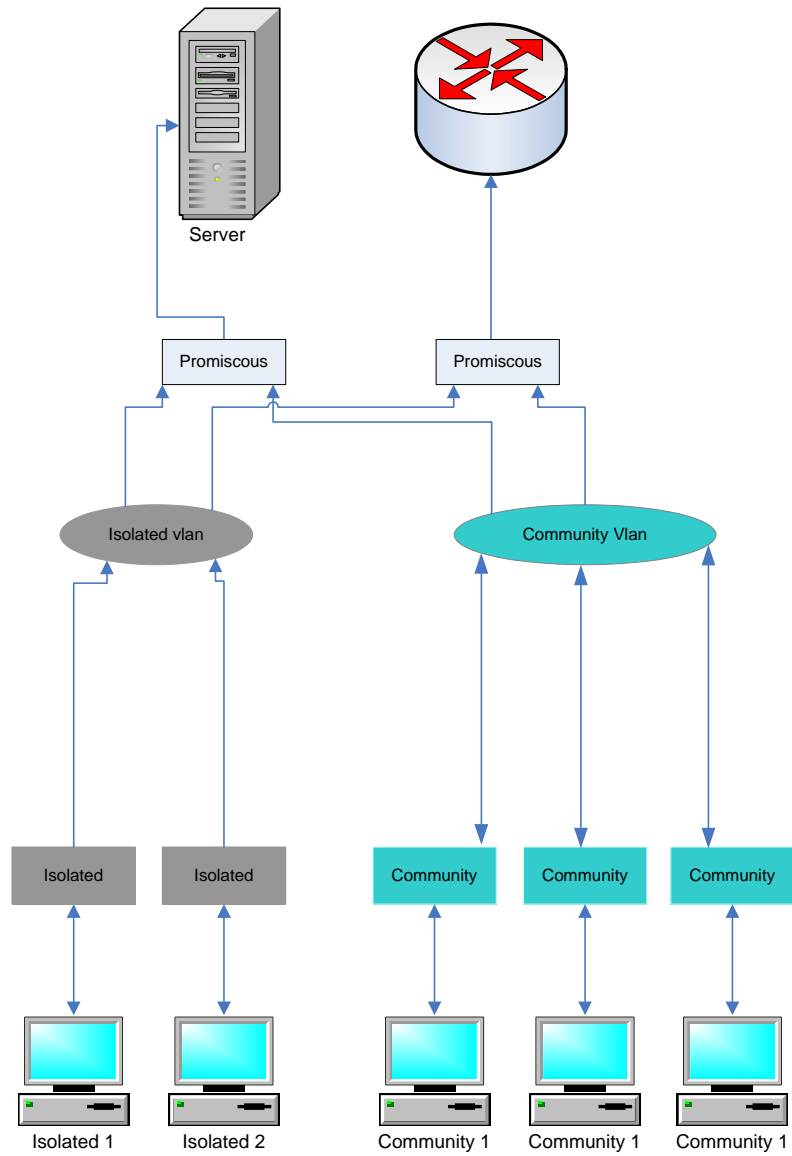 Server
Promiscous
Promiscous
Isolated vlan
Community Vlan
Isolated
Isolated
Community
Community
Community
Isolated 1
Isolated 2
Community 1
Community 1
Community 1